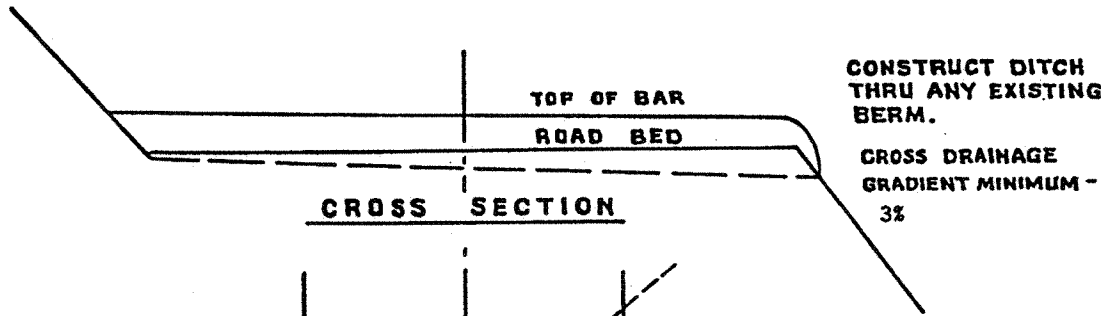 TOP OF BAR
ROAD BED
CROSS SECTION
CONSTRUCT DITCH
THRU ANY EXISTING
BERM.
CROSS DRAINAGE
GRADIENT MINIMUM -
3%